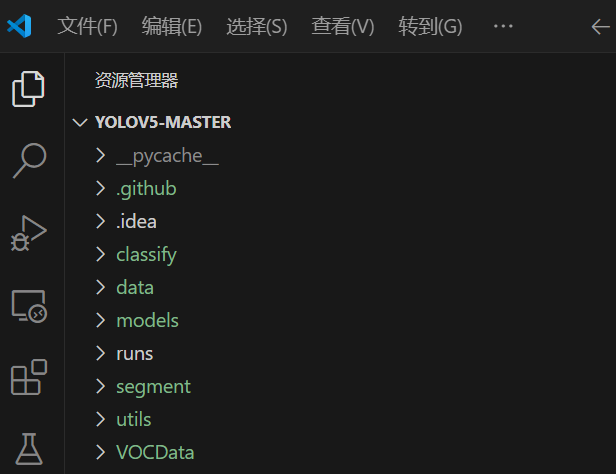 文件(F) 编辑(E) 选择(S) 查看(V) 转到(G) ···
资源管理器
YOLOV5-MASTER
__pycache__
.github
.idea
classify
data
models
runs
segment
utils
VOCData